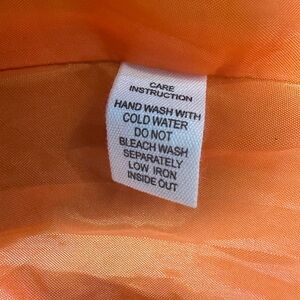 CARE
INSTRUCTION
HAND WASH WITH
COLD WATER
DO NOT
BLEACH WASH
SEPARATELY
LOW IRON
INSIDE OUT